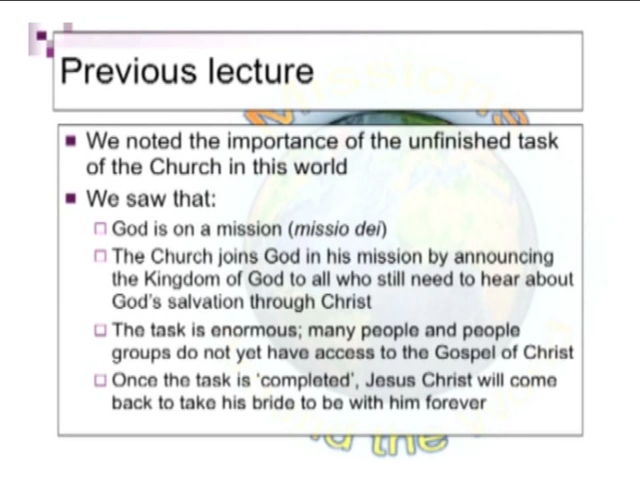 Previous lecture
Missions
We noted the importance of the unfinished task
of the Church in this world
We saw that:
God is on a mission (missio dei)
The Church joins God in his mission by announcing
the Kingdom of God to all who still need to hear about
God's salvation through Christ
The task is enormous; many people and people
groups do not yet have access to the Gospel of Christ
Once the task is 'completed', Jesus Christ will come
back to take his bride to be with him forever
and the